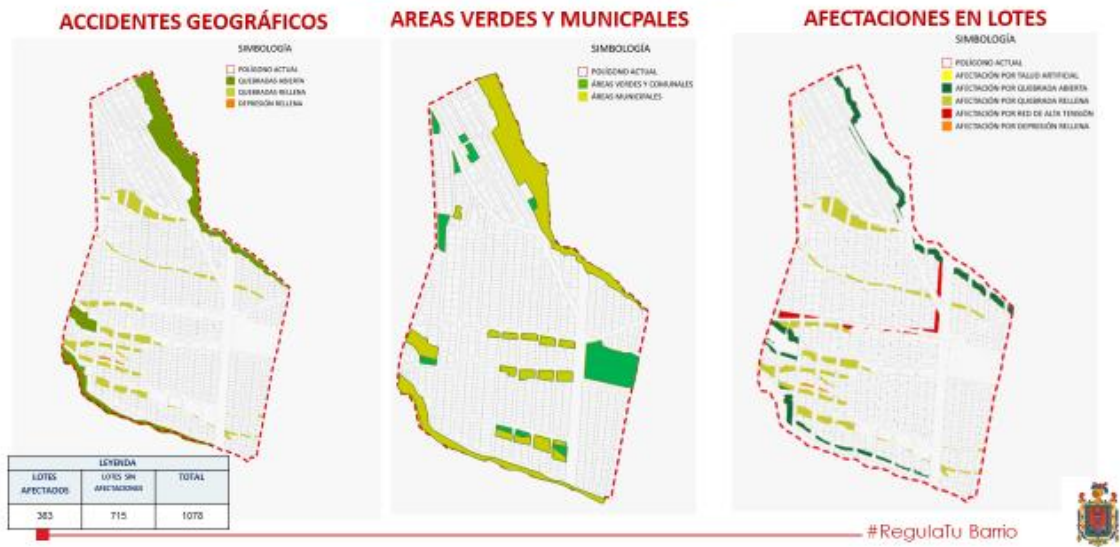 ACCIDENTES GEOGRÁFICOS
SIMBOLOGÍA
POLÍGONO ACTUAL
QUEBRADAS ABIERTA
QUEBRADAS RELLENA
DEPRESIÓN RELLENA
AREAS VERDES Y MUNICPALES
SIMBOLOGÍA
POLÍGONO ACTUAL
ÁREAS VERDES Y COMUNALES
ÁREAS MUNICIPALES
AFECTACIONES EN LOTES
SIMBOLOGÍA
POLÍGONO ACTUAL
AFECTACIÓN POR TALUD ARTIFICIAL
AFECTACIÓN POR QUEBRADA ABIERTA
AFECTACIÓN POR QUEBRADA RELLENA
AFECTACIÓN POR RED DE ALTA TENSIÓN
AFECTACIÓN POR DEPRESIÓN RELLENA
LEYENDA
LOTES AFECTADOS
LOTES SIN AFECTACIONES
TOTAL
363
715
1078
#RegulaTu Barrio